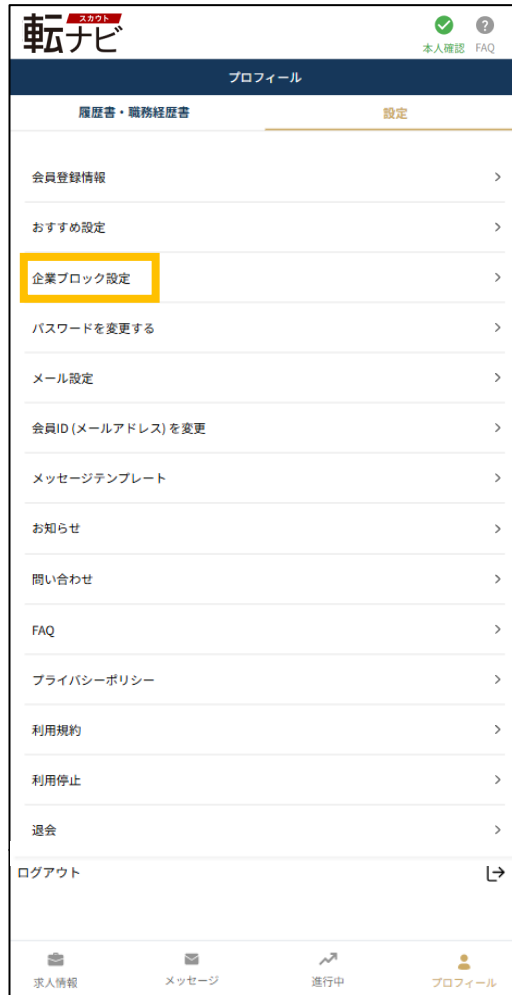 スカウト
転ナビ
?
本人確認 FAQ
プロフィール
履歴書・職務経歴書 設定
会員登録情報
おすすめ設定
企業ブロック設定
パスワードを変更する
メール設定
会員ID (メールアドレス) を変更
メッセージテンプレート
お知らせ
問い合わせ
FAQ
プライバシーポリシー
利用規約
利用停止
退会
ログアウト
求人情報 メッセージ 進行中 プロフィール